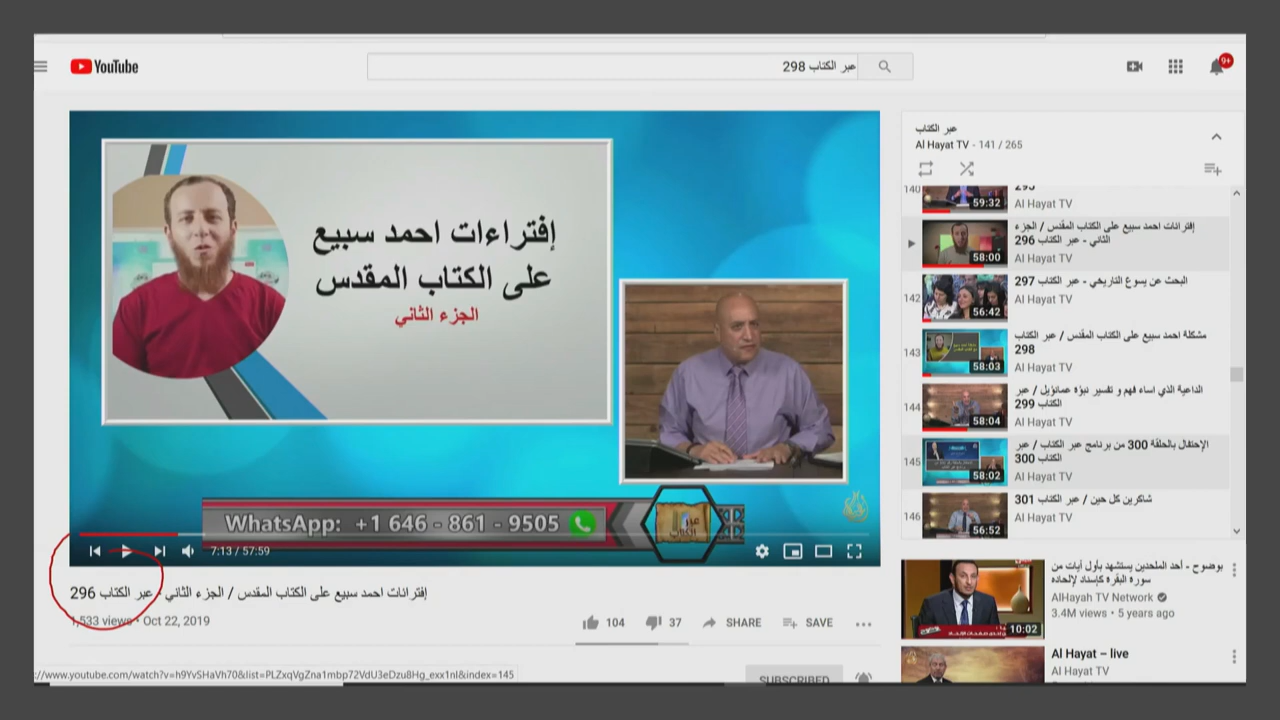 YouTube
عبر الكتاب 298
9+
إفتراءات احمد سبيع
على الكتاب المقدس
الجزء الثاني
WhatsApp: +1 646 - 861 - 9505
عبر الكتاب
7:13 / 57:59
إفترائات احمد سبيع على الكتاب المقدس / الجزء الثاني - عبر الكتاب 296
1,533 views • Oct 22, 2019
104
37
SHARE
SAVE
SUBSCRIBED
://www.youtube.com/watch?v=h9YvSHaVh70&list=PLZxqVgZna1mbp72VdU3eDzu8Hg_exx1nl&index=145
عبر الكتاب
Al Hayat TV - 141 / 265
140
295
59:32
Al Hayat TV
إفترائات احمد سبيع على الكتاب المقدس / الجزء
الثاني - عبر الكتاب 296
58:00
Al Hayat TV
142
البحث عن يسوع التاريخي - عبر الكتاب 297
Al Hayat TV
56:42
143
مشكلة احمد سبيع على الكتاب المقدس / عبر الكتاب
298
58:03
Al Hayat TV
144
الداعية الذي اساء فهم و تفسير نبؤه عمانؤيل / عبر
الكتاب 299
58:04
Al Hayat TV
145
الإحتفال بالحلقة 300 من برنامج عبر الكتاب / عبر
الكتاب 300
58:02
Al Hayat TV
146
شاكرين كل حين / عبر الكتاب 301
Al Hayat TV
56:52
بوضوح - أحد الملحدين يستشهد بأول آيات من
سورة البقره كإسناد لإلحاده
AlHayah TV Network
3.4M views • 5 years ago
10:02
Al Hayat – live
Al Hayat TV